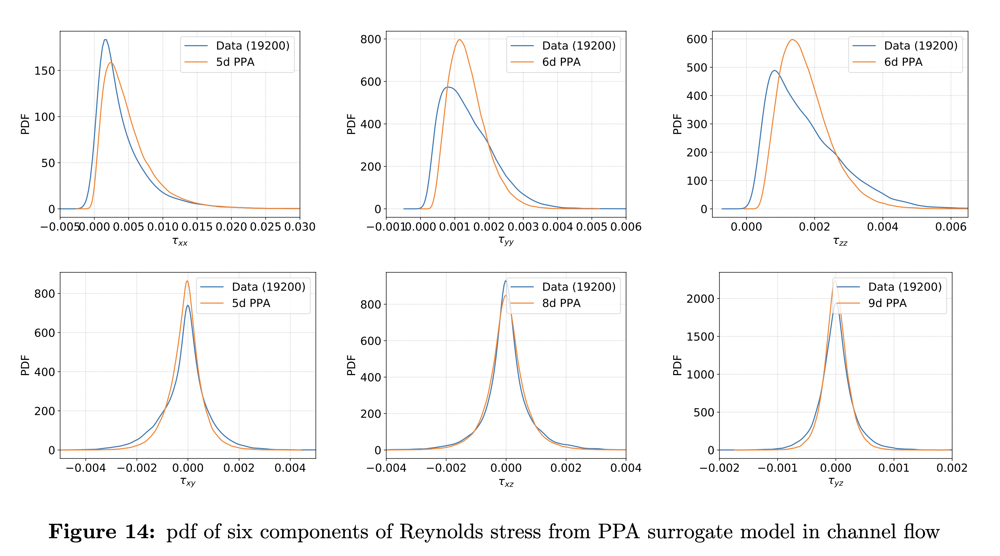 Data (19200)
5d PPA
150
100
50
0
PDF
−0.005 0.000 0.005 0.010 0.015 0.020 0.025 0.030
τxx
Data (19200)
6d PPA
800
600
400
200
0
PDF
−0.001 0.000 0.001 0.002 0.003 0.004 0.005 0.006
τyy
Data (19200)
6d PPA
600
500
400
300
200
100
0
PDF
0.000 0.002 0.004 0.006
τzz
Data (19200)
5d PPA
800
600
400
200
0
PDF
−0.004 −0.002 0.000 0.002 0.004
τxy
Data (19200)
8d PPA
800
600
400
200
0
PDF
−0.004 −0.002 0.000 0.002 0.004
τxz
Data (19200)
9d PPA
2000
1500
1000
500
0
PDF
−0.002 −0.001 0.000 0.001 0.002
τyz
Figure 14: pdf of six components of Reynolds stress from PPA surrogate model in channel flow